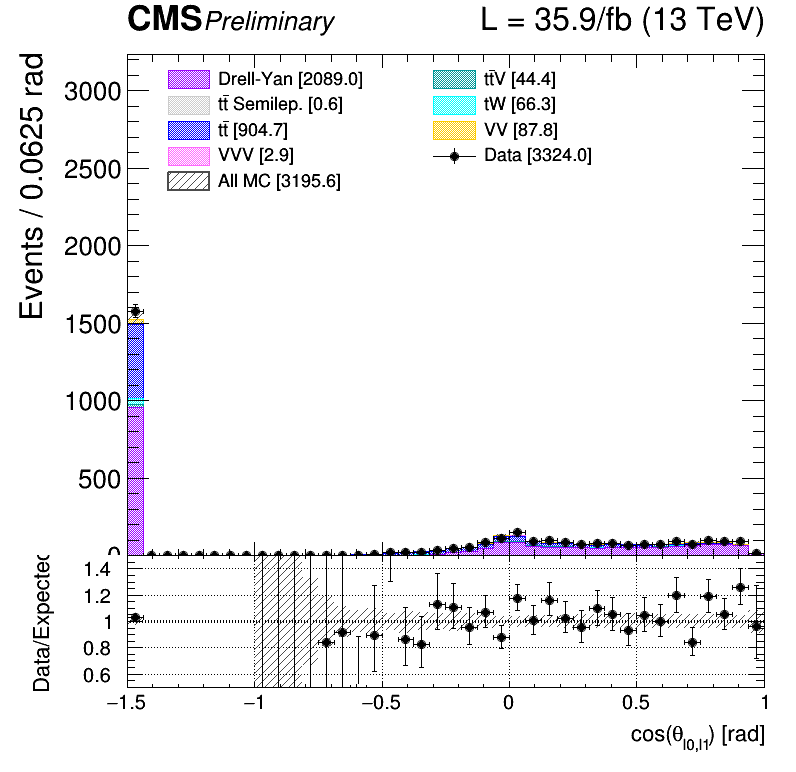 CMS Preliminary L = 35.9/fb (13 TeV)
Events / 0.0625 rad
3000
2500
2000
1500
1000
500
0
Drell-Yan [2089.0]
tt̄ Semilep. [0.6]
tt̄ [904.7]
VVV [2.9]
All MC [3195.6]
tt̄V [44.4]
tW [66.3]
VV [87.8]
Data [3324.0]
Data/Expected
1.4
1.2
1
0.8
0.6
−1.5 −1 −0.5 0 0.5 1
cos(θ_l0,l1) [rad]